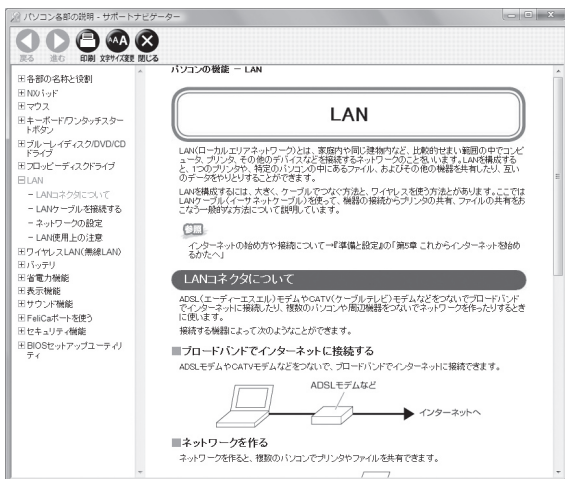 パソコン各部の説明 - サポートナビゲーター
戻る 進む 印刷 文字サイズ変更 閉じる
各部の名称と役割
NXパッド
マウス
キーボード/ワンタッチスター
トボタン
ブルーレイディスク/DVD/CD
ドライブ
フロッピーディスクドライブ
LAN
- LANコネクタについて
- LANケーブルを接続する
- ネットワークの設定
- LAN使用上の注意
ワイヤレスLAN(無線LAN)
バッテリ
省電力機能
表示機能
サウンド機能
FeliCaポートを使う
セキュリティ機能
BIOSセットアップユーティリ
ティ
パソコンの機能 - LAN
LAN
LAN(ローカルエリアネットワーク)とは、家庭内や同じ建物内など、比較的せまい範囲の中でコンピ
ュータ、プリンタ、その他のデバイスなどを接続するネットワークのことをいいます。LANを構成する
と、1つのプリンタや、特定のパソコンの中にあるファイル、およびその他の機器を共有したり、互い
のデータをやりとりすることができます。
LANを構成するには、大きく、ケーブルでつなぐ方法と、ワイヤレスを使う方法とがあります。ここでは
LANケーブル(イーサネットケーブル)を使って、機器の接続からプリンタの共有、ファイルの共有をお
こなう一般的な方法について説明しています。
参照
インターネットの始め方や接続について→『準備と設定』の「第5章 これからインターネットを始め
るかたへ」
LANコネクタについて
ADSL(エーディーエスエル)モデムやCATV(ケーブルテレビ)モデムなどをつないでブロードバンド
でインターネットに接続したり、複数のパソコンや周辺機器をつないでネットワークを作ったりするとき
に使います。
接続する機器によって次のようなことができます。
■ブロードバンドでインターネットに接続する
ADSLモデムやCATVモデムなどをつないで、ブロードバンドでインターネットに接続できます。
ADSLモデムなど
インターネットへ
■ネットワークを作る
ネットワークを作ると、複数のパソコンでプリンタやファイルを共有できます。